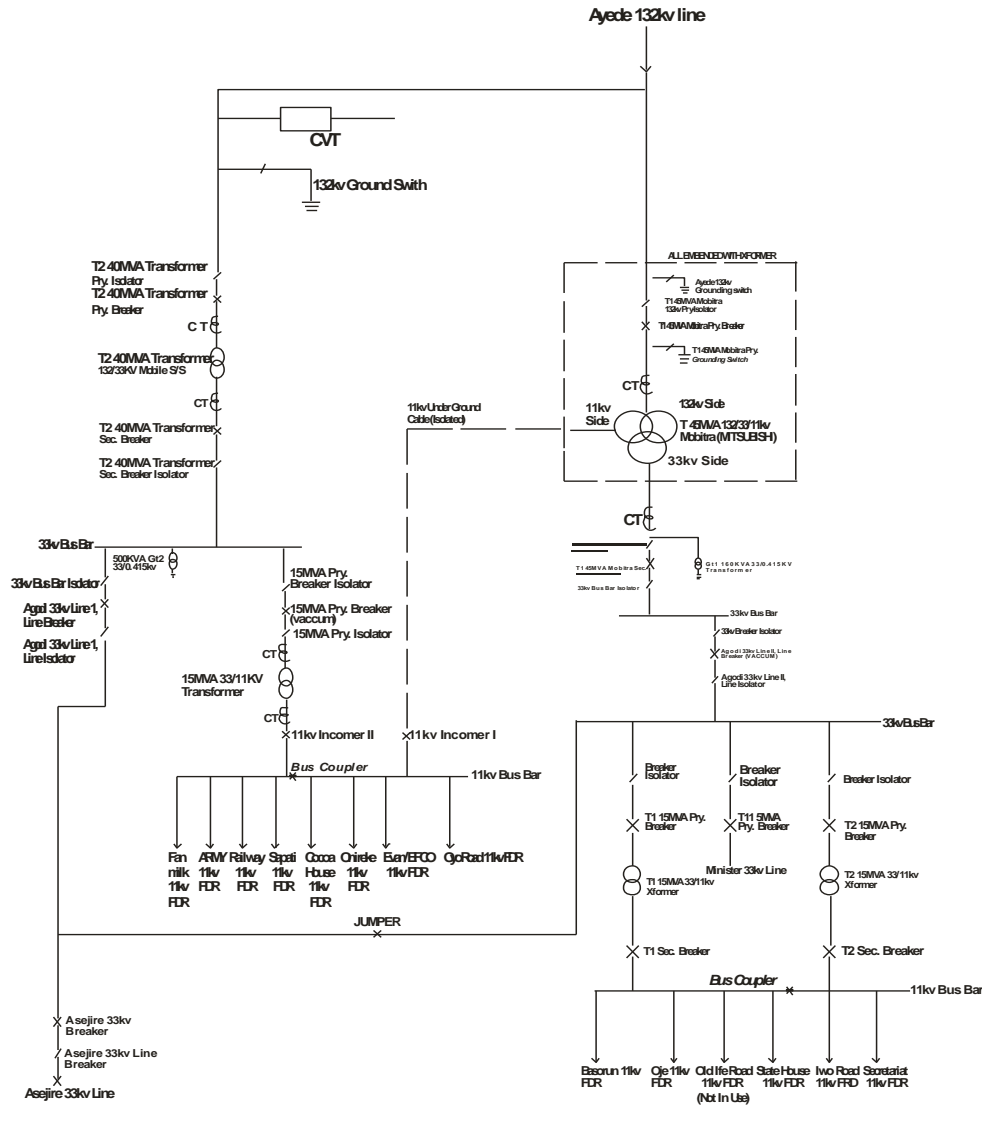 Ayede 132kv line
CVT
132kv Ground Swith
T2 40MVA Transformer
Pry. Isolator
T2 40MVA Transformer
Pry. Breaker
CT
T2 40MVA Transformer
132/33KV Mobile S/S
CT
T2 40MVA Transformer
Sec. Breaker
T2 40MVA Transformer
Sec. Breaker Isolator
ALL EMBENDED WITH XFORMER
Ayede 132kv
Grounding switch
T1 45MVA Mobitra
132kv Pry Isolator
T1 45MVA Mobitra Pry. Breaker
T1 45MVA Mobitra Pry.
Grounding Switch
CT
11kv
Side
132kv Side
T 45MVA 132/33/11kv
Mobitra (MITSUBISHI)
33kv Side
11kv Under Ground
Cable (Isolated)
CT
T1 45MVA Mobitra Sec.
33kv Bus Bar Isolator
Gt1 160KVA 33/0.415KV
Transformer
33kv Bus Bar
33kv Breaker Isolator
Agodi 33kv Line II, Line
Breaker (VACCUM)
Agodi 33kv Line II,
Line Isolator
33kv Bus Bar
500KVA Gt2
33/0.415kv
33kv Bus Bar Isolator
Agodi 33kv Line 1,
Line Breaker
Agodi 33kv Line 1,
Line Isolator
15MVA Pry.
Breaker Isolator
15MVA Pry. Breaker
(vaccum)
15MVA Pry. Isolator
CT
15MVA 33/11KV
Transformer
CT
11kv Incomer II
11kv Incomer I
Bus Coupler
11kv Bus Bar
Fan
milk
11kv
FDR
ARMY
11kv
FDR
Railway
11kv
FDR
Sapati
11kv
FDR
Cocoa
House
11kv
FDR
Onireke
11kv
FDR
Evan/EFCO
11kv FDR
Oyo Road 11kv FDR
JUMPER
33kv Bus Bar
Breaker
Isolator
Breaker
Isolator
Breaker Isolator
T1 15MVA Pry.
Breaker
T11 5MVA
Pry. Breaker
T2 15MVA Pry.
Breaker
Minister 33kv Line
T1 15MVA 33/11kv
Xformer
T2 15MVA 33/11kv
Xformer
T1 Sec. Breaker
T2 Sec. Breaker
Bus Coupler
11kv Bus Bar
Basorun 11kv
FDR
Oje 11kv
FDR
Old Ife Road
11kv FDR
(Not In Use)
State House
11kv FDR
Iwo Road
11kv FRD
Secretariat
11kv FDR
Asejire 33kv
Breaker
Asejire 33kv Line
Breaker
Asejire 33kv Line